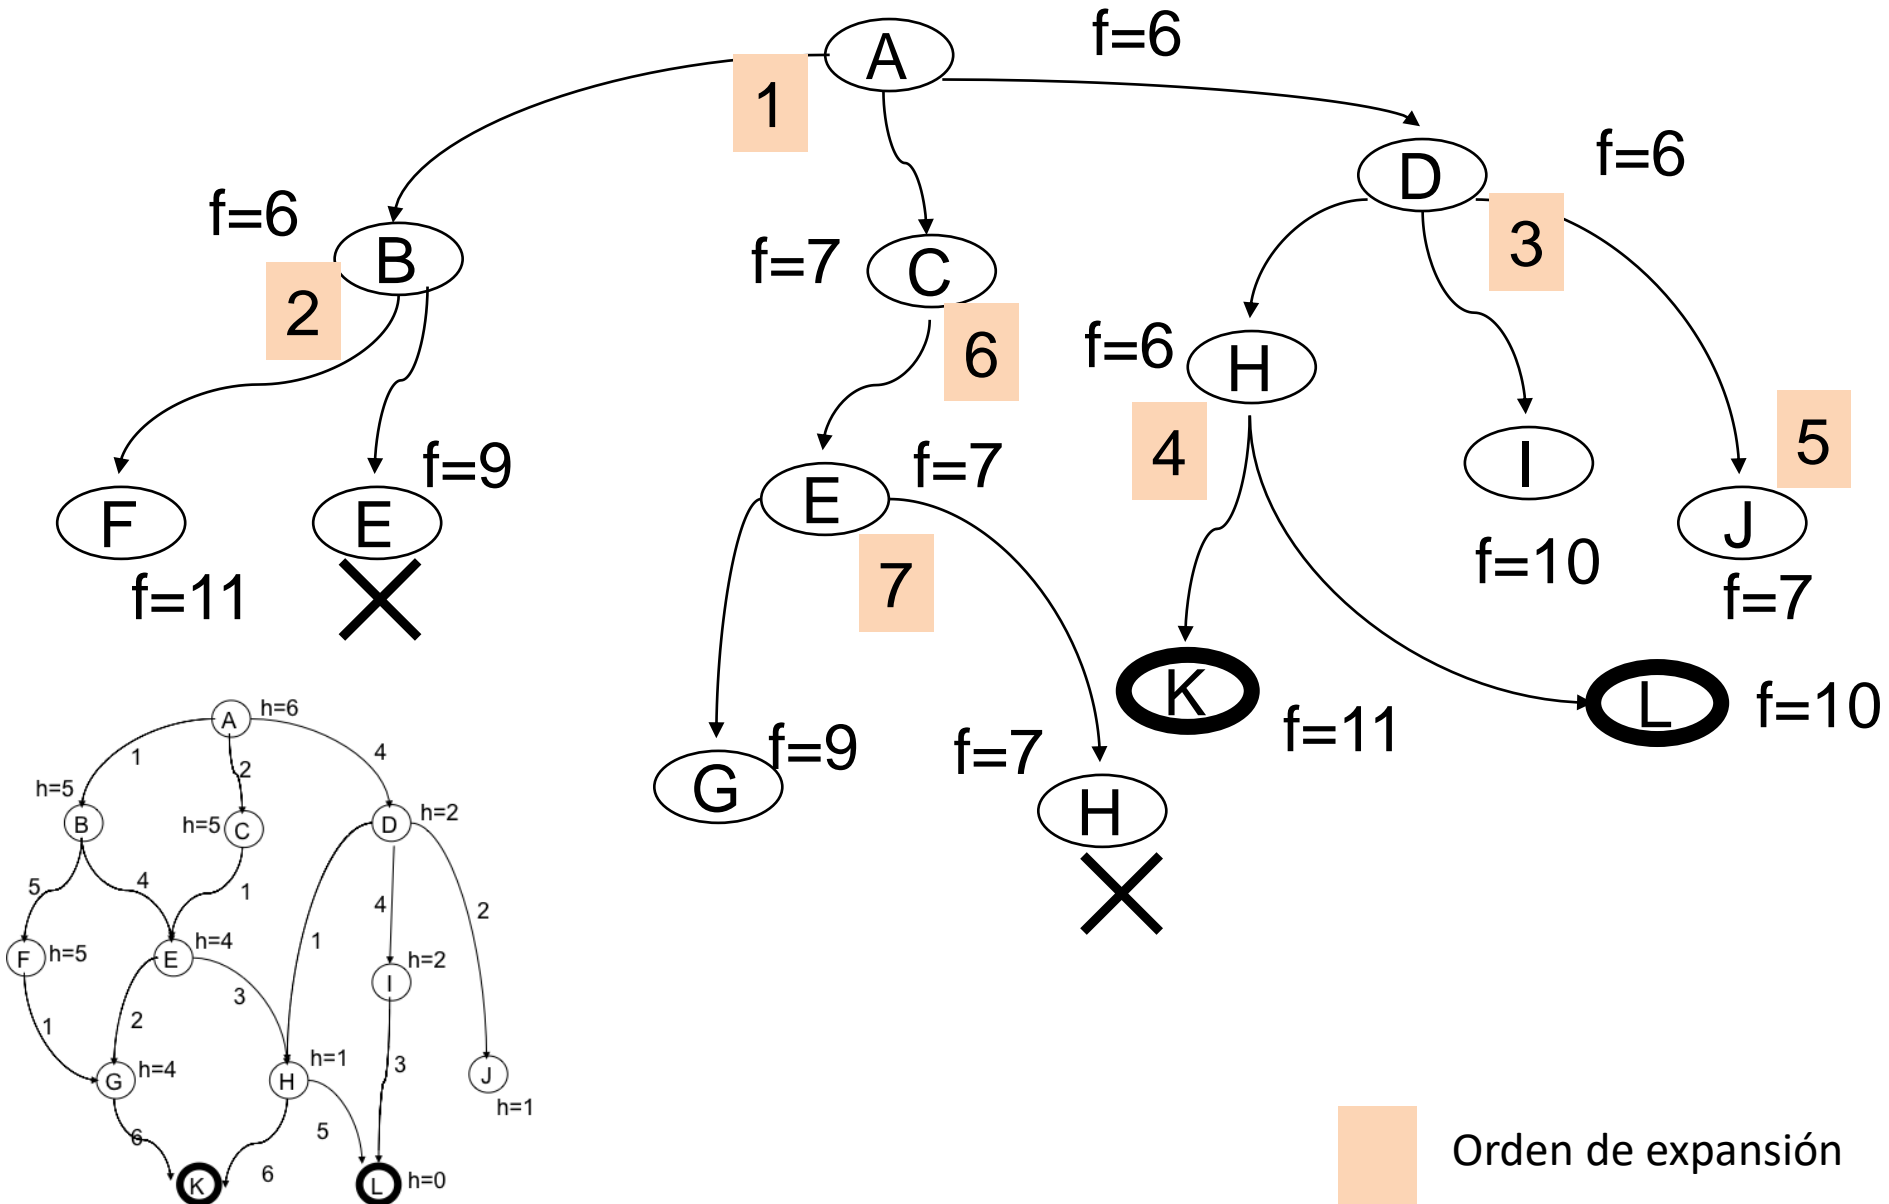 A
f=6
1
D
f=6
f=6
B
2
f=7
C
6
3
f=6
H
4
I
f=10
5
J
f=7
F
f=11
E
f=9
E
f=7
7
G
f=9
f=7
H
K
f=11
L
f=10
A
h=6
1
2
4
h=5
B
h=5
C
D
h=2
5
4
1
1
4
2
F
h=5
E
h=4
I
h=2
1
2
3
3
G
h=4
H
h=1
J
h=1
6
5
6
K
L
h=0
Orden de expansión